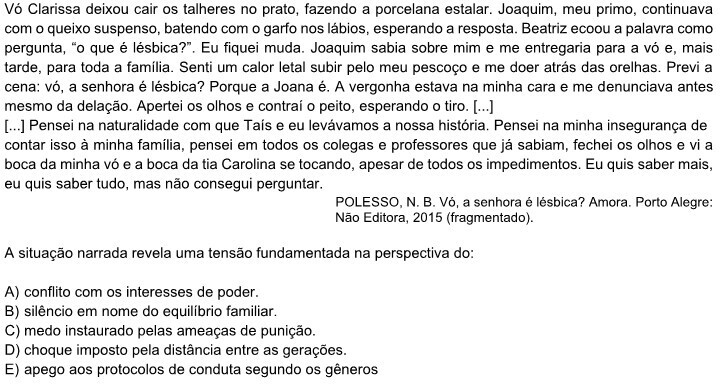 Vó Clarissa deixou cair os talheres no prato, fazendo a porcelana estalar. Joaquim, meu primo, continuava
com o queixo suspenso, batendo com o garfo nos lábios, esperando a resposta. Beatriz ecoou a palavra como
pergunta, “o que é lésbica?”. Eu fiquei muda. Joaquim sabia sobre mim e me entregaria para a vó e, mais
tarde, para toda a família. Senti um calor letal subir pelo meu pescoço e me doer atrás das orelhas. Previ a
cena: vó, a senhora é lésbica? Porque a Joana é. A vergonha estava na minha cara e me denunciava antes
mesmo da delação. Apertei os olhos e contraí o peito, esperando o tiro. [...]
[...] Pensei na naturalidade com que Taís e eu levávamos a nossa história. Pensei na minha insegurança de
contar isso à minha família, pensei em todos os colegas e professores que já sabiam, fechei os olhos e vi a
boca da minha vó e a boca da tia Carolina se tocando, apesar de todos os impedimentos. Eu quis saber mais,
eu quis saber tudo, mas não consegui perguntar.
POLESSO, N. B. Vó, a senhora é lésbica? Amora. Porto Alegre:
Não Editora, 2015 (fragmentado).
A situação narrada revela uma tensão fundamentada na perspectiva do:
A) conflito com os interesses de poder.
B) silêncio em nome do equilíbrio familiar.
C) medo instaurado pelas ameaças de punição.
D) choque imposto pela distância entre as gerações.
E) apego aos protocolos de conduta segundo os gêneros